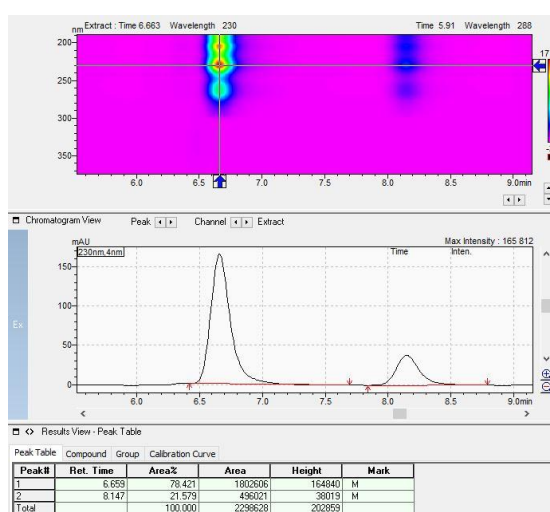 nm Extract : Time 6.663 Wavelength 230 Time 5.91 Wavelength 288
200
17
250
300
350
6.0 6.5 7.0 7.5 8.0 8.5 9.0min
Chromatogram View Peak Channel Extract
mAU Max Intensity : 165 812
230nm,4nm Time Inten.
150
100
50
0
Ex
6.0 6.5 7.0 7.5 8.0 8.5 9.0min
Results View - Peak Table
Peak Table Compound Group Calibration Curve
Peak# Ret. Time Area% Area Height Mark
1 6.659 78.421 1802606 164840 M
2 8.147 21.579 496021 38019 M
Total 100.000 2298628 202859